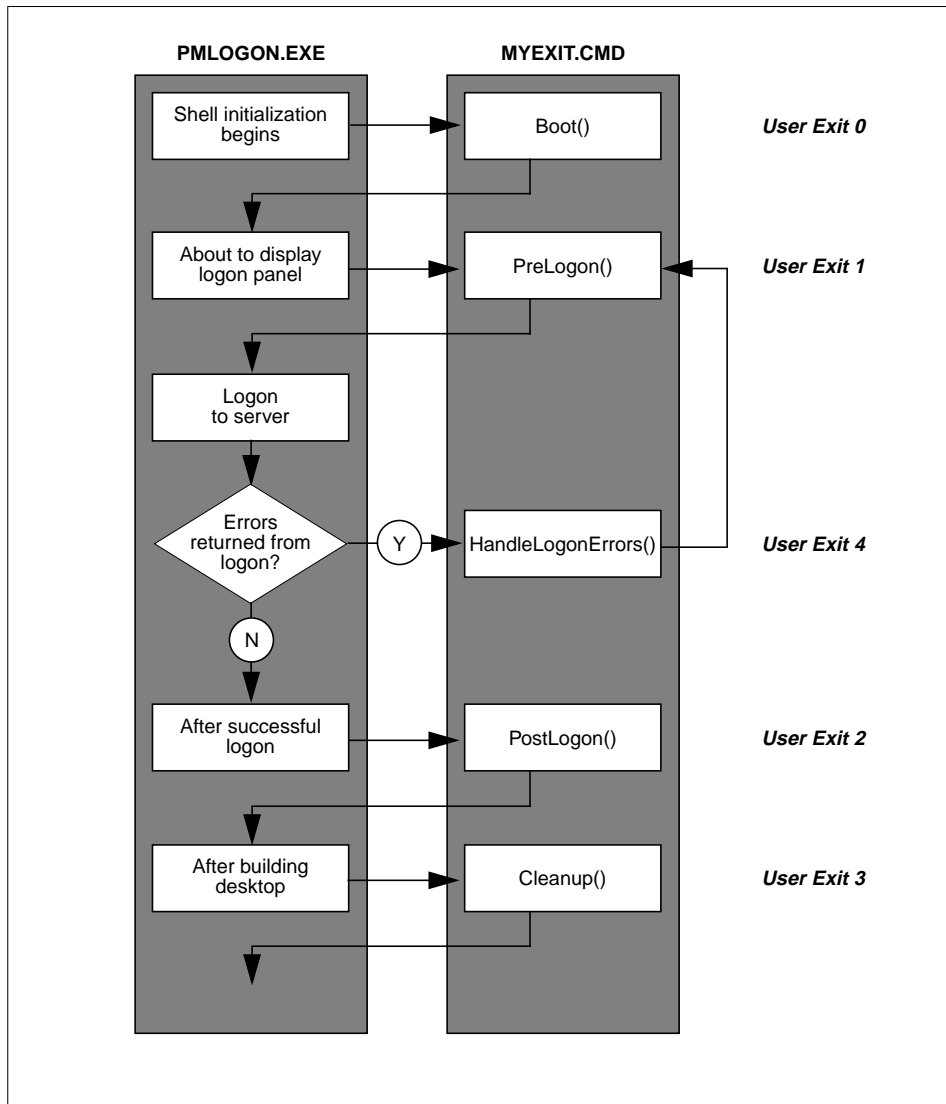 PMLOGON.EXE
MYEXIT.CMD
Shell initialization
begins
Boot()
User Exit 0
About to display
logon panel
PreLogon()
User Exit 1
Logon
to server
Errors
returned from
logon?
Y
HandleLogonErrors()
User Exit 4
N
After successful
logon
PostLogon()
User Exit 2
After building
desktop
Cleanup()
User Exit 3